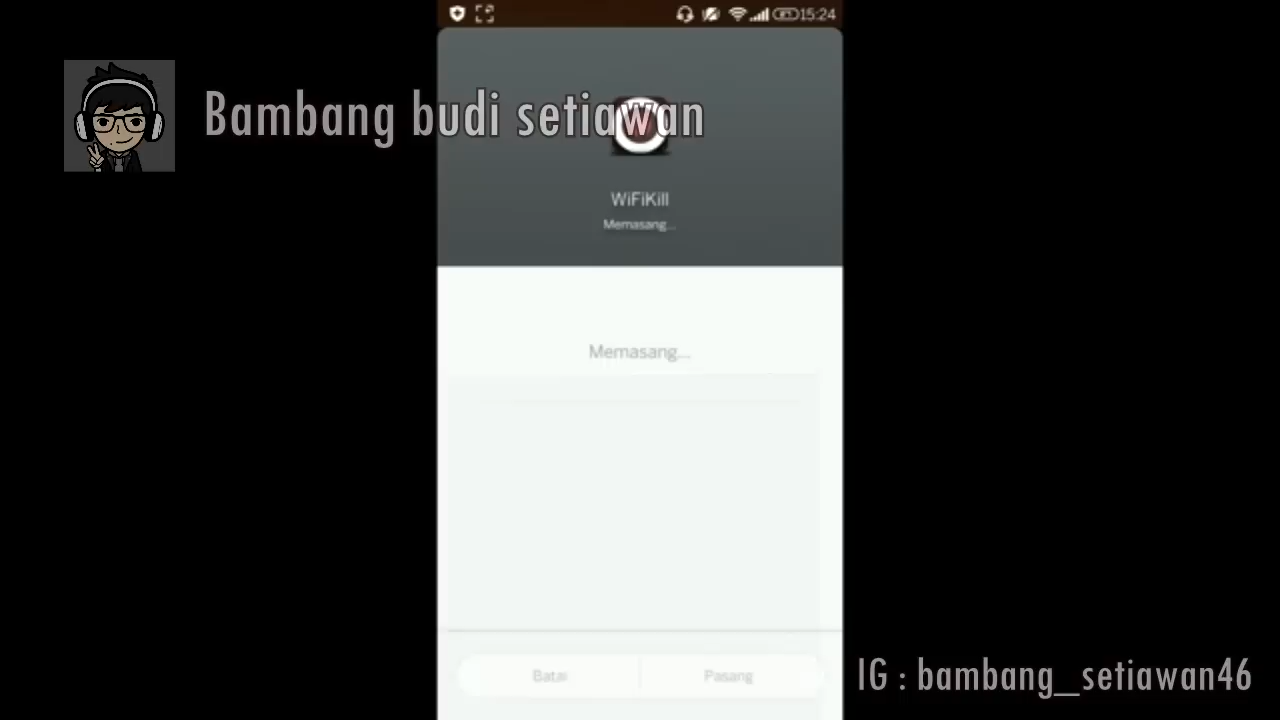 15:24
Bambang budi setiawan
WiFiKill
Memasang...
Memasang...
Batal
Pasang
IG : bambang_setiawan46